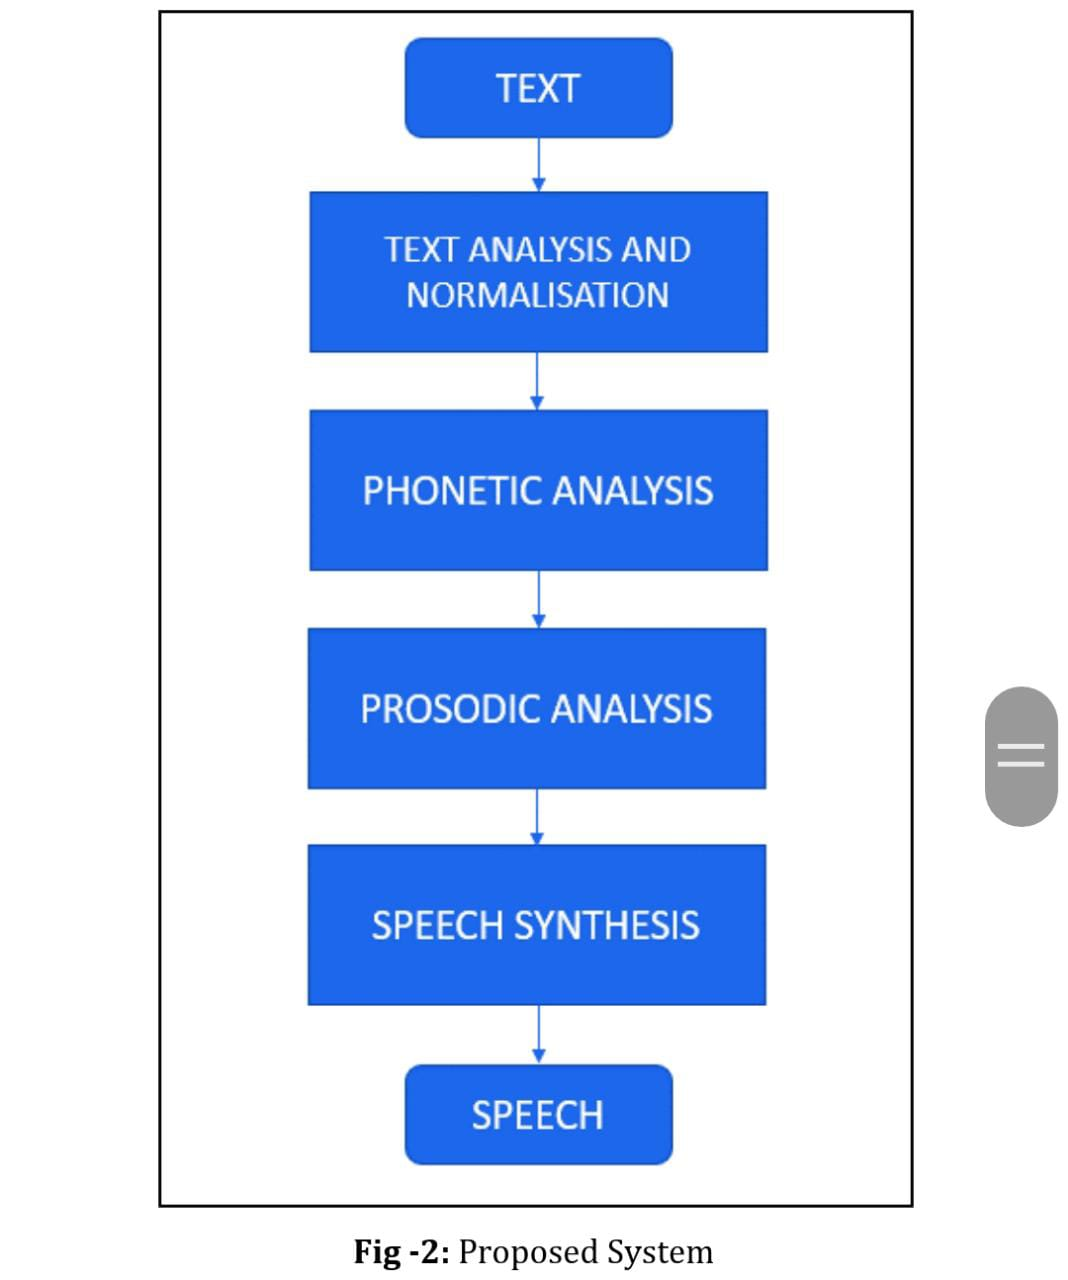 TEXT
TEXT ANALYSIS AND
NORMALISATION
PHONETIC ANALYSIS
PROSODIC ANALYSIS
SPEECH SYNTHESIS
SPEECH
Fig -2: Proposed System